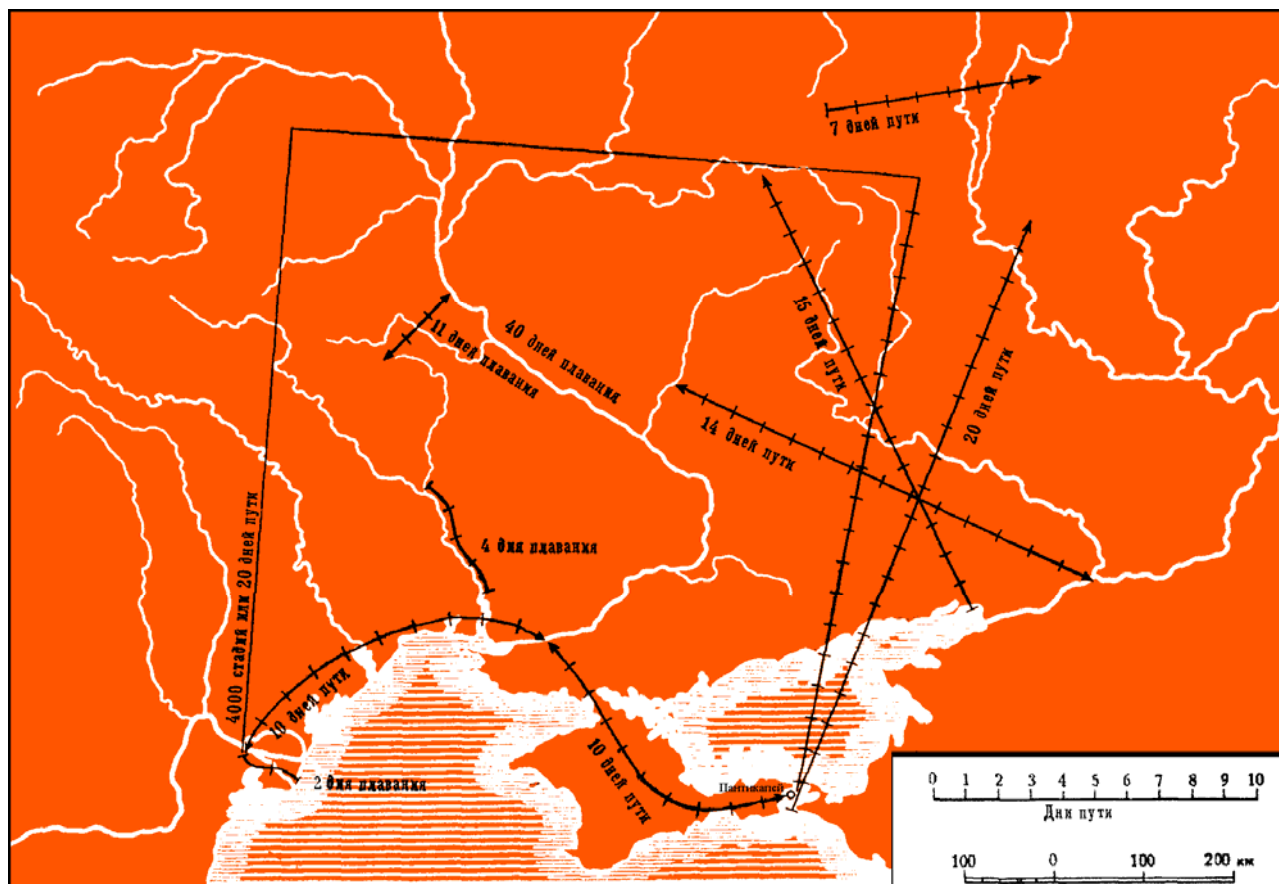 7 дней пути
15 дней пути
20 дней пути
11 дней плавания
40 дней плавания
14 дней пути
4 дня плавания
4000 стадий или 20 дней пути
10 дней пути
2 дня плавания
10 дней пути
Пантикапей
0 1 2 3 4 5 6 7 8 9 10
Дни пути
100 0 100 200 км